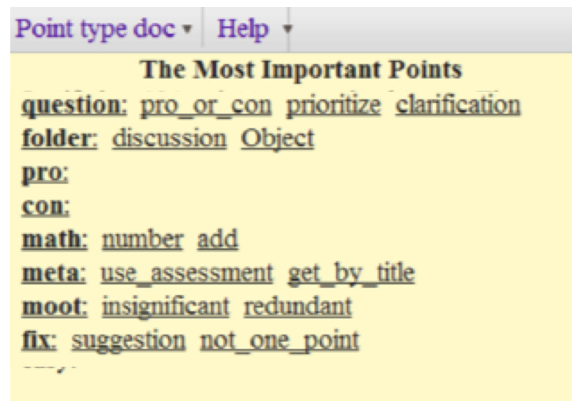 Point type doc ▾ Help ▾
The Most Important Points
question: pro_or_con prioritize clarification
folder: discussion Object
pro:
con:
math: number add
meta: use_assessment get_by_title
moot: insignificant redundant
fix: suggestion not_one_point